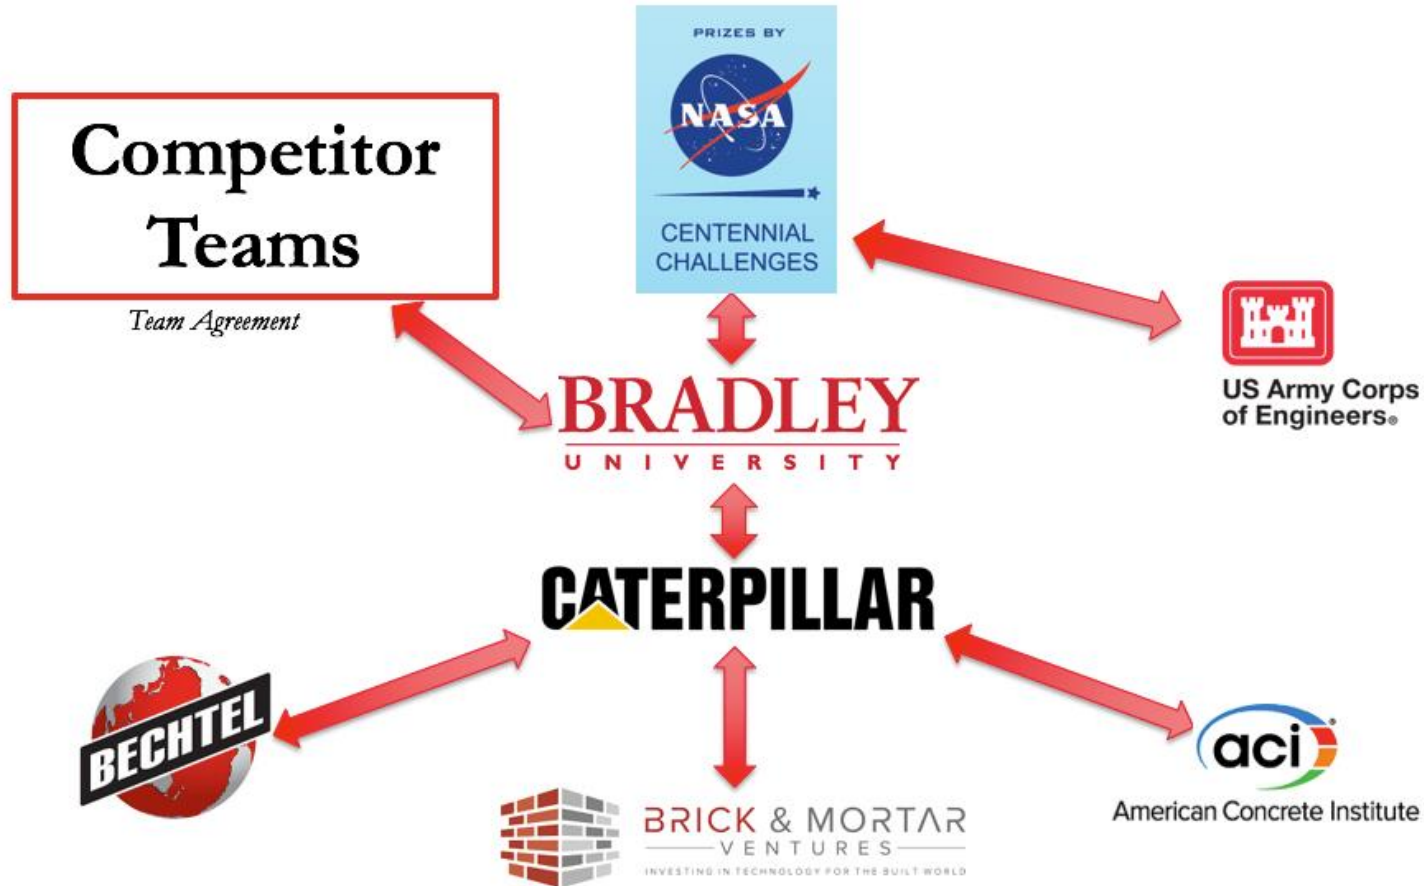 PRIZES BY
NASA
CENTENNIAL
CHALLENGES
Competitor
Teams
Team Agreement
US Army Corps
of Engineers®
BRADLEY
UNIVERSITY
CATERPILLAR
BECHTEL
aci®
American Concrete Institute
BRICK & MORTAR
VENTURES
INVESTING IN TECHNOLOGY FOR THE BUILT WORLD